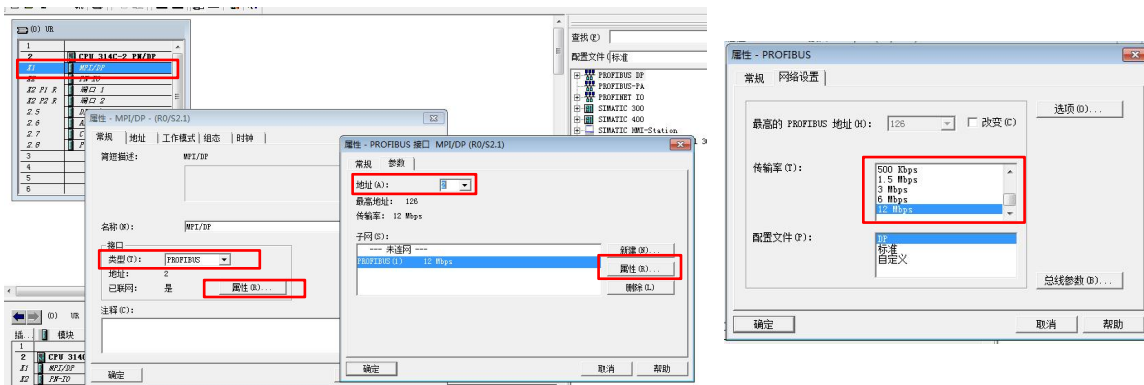 (0) UR
1
2 CPU 314C-2 PN/DP
X1 MPI/DP
X2 PN-IO
X2 P1 R 端口 1
X2 P2 R 端口 2
2.5
2.6
2.7
2.8
3
4
5
6
查找(F)
配置文件 标准
PROFIBUS DP
PROFIBUS-PA
PROFINET IO
SIMATIC 300
SIMATIC 400
SIMATIC HMI-Station
属性 - MPI/DP - (R0/S2.1)
常规 地址 工作模式 组态 时钟
简短描述: MPI/DP
名称(N): MPI/DP
接口
类型(T): PROFIBUS
地址: 2
已联网: 是 属性(R)...
注释(C):
确定
属性 - PROFIBUS 接口 MPI/DP (R0/S2.1)
常规 参数
地址(A): 2
最高地址: 126
传输率: 12 Mbps
子网(S):
--- 未连网 ---
PROFIBUS(1) 12 Mbps
新建(N)...
属性(R)...
删除(L)
确定 取消 帮助
(0) UR
插... 模块
1
2 CPU 314
X1 MPI/DP
X2 PN-IO
属性 - PROFIBUS
常规 网络设置
最高的 PROFIBUS 地址(H): 126 改变(C)
选项(O)...
传输率(T):
500 Kbps
1.5 Mbps
3 Mbps
6 Mbps
12 Mbps
配置文件(P):
DP
标准
自定义
总线参数(B)...
确定 取消 帮助